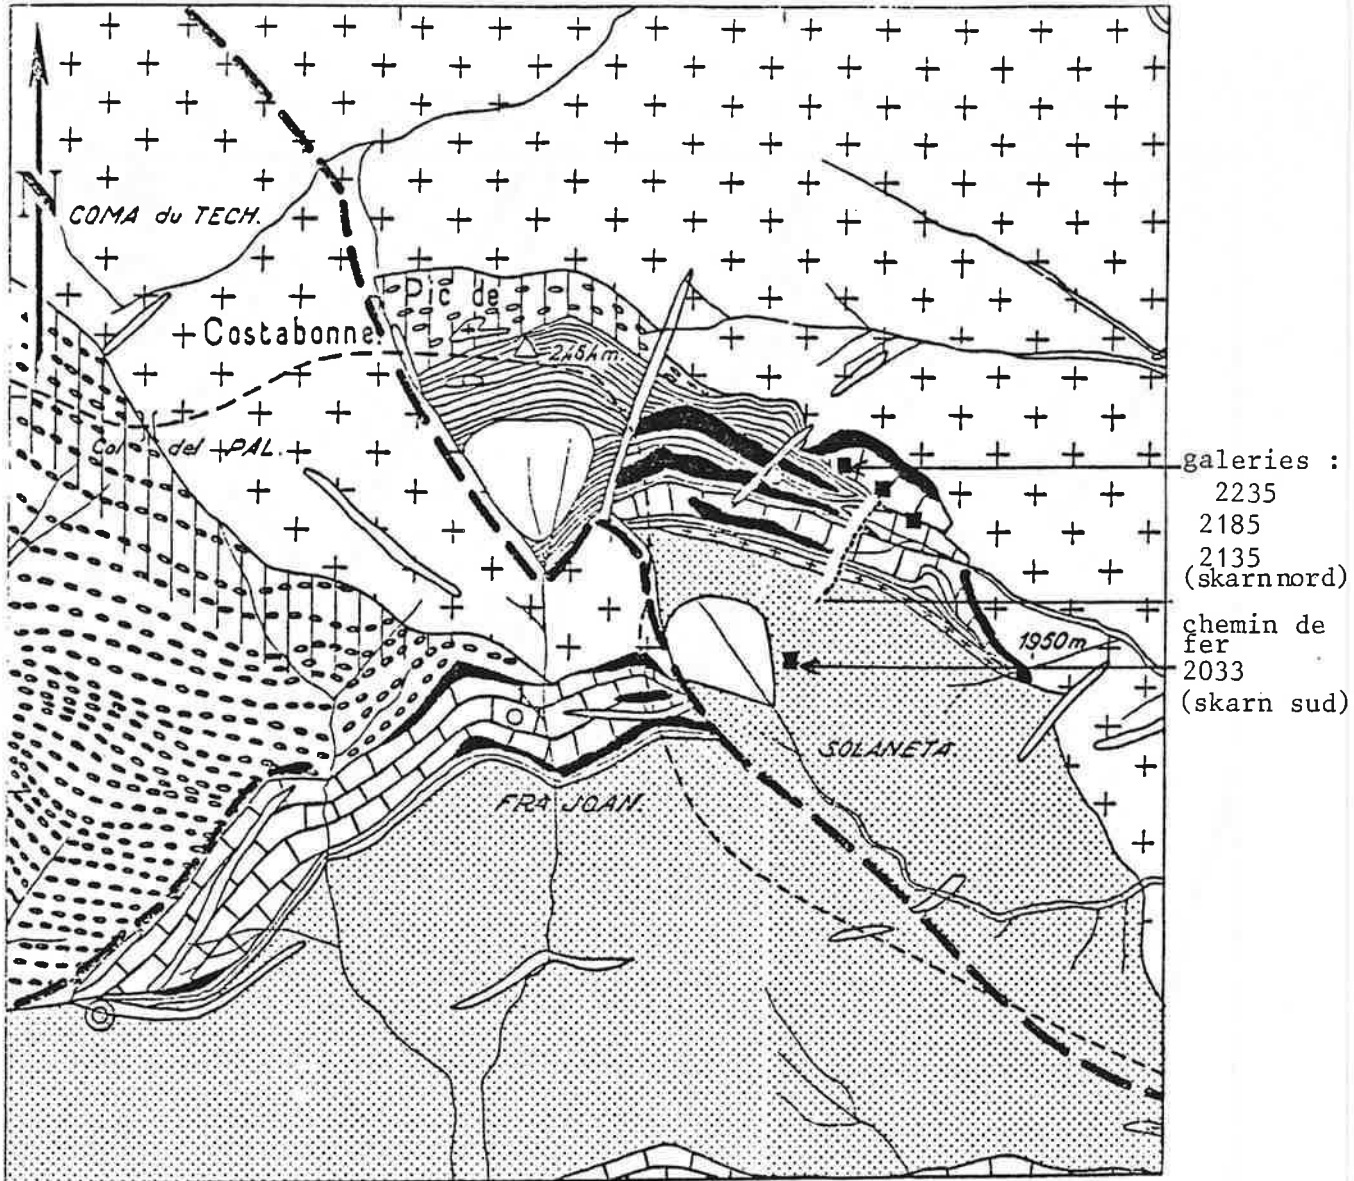 N
COMA du TECH.
Pic de
Costabonne
2454m.
Col del PAL.
galeries :
2235
2185
2135
(skarn nord)
chemin de
fer
1950m
2033
(skarn sud)
SOLANETA
FRA JOAN.